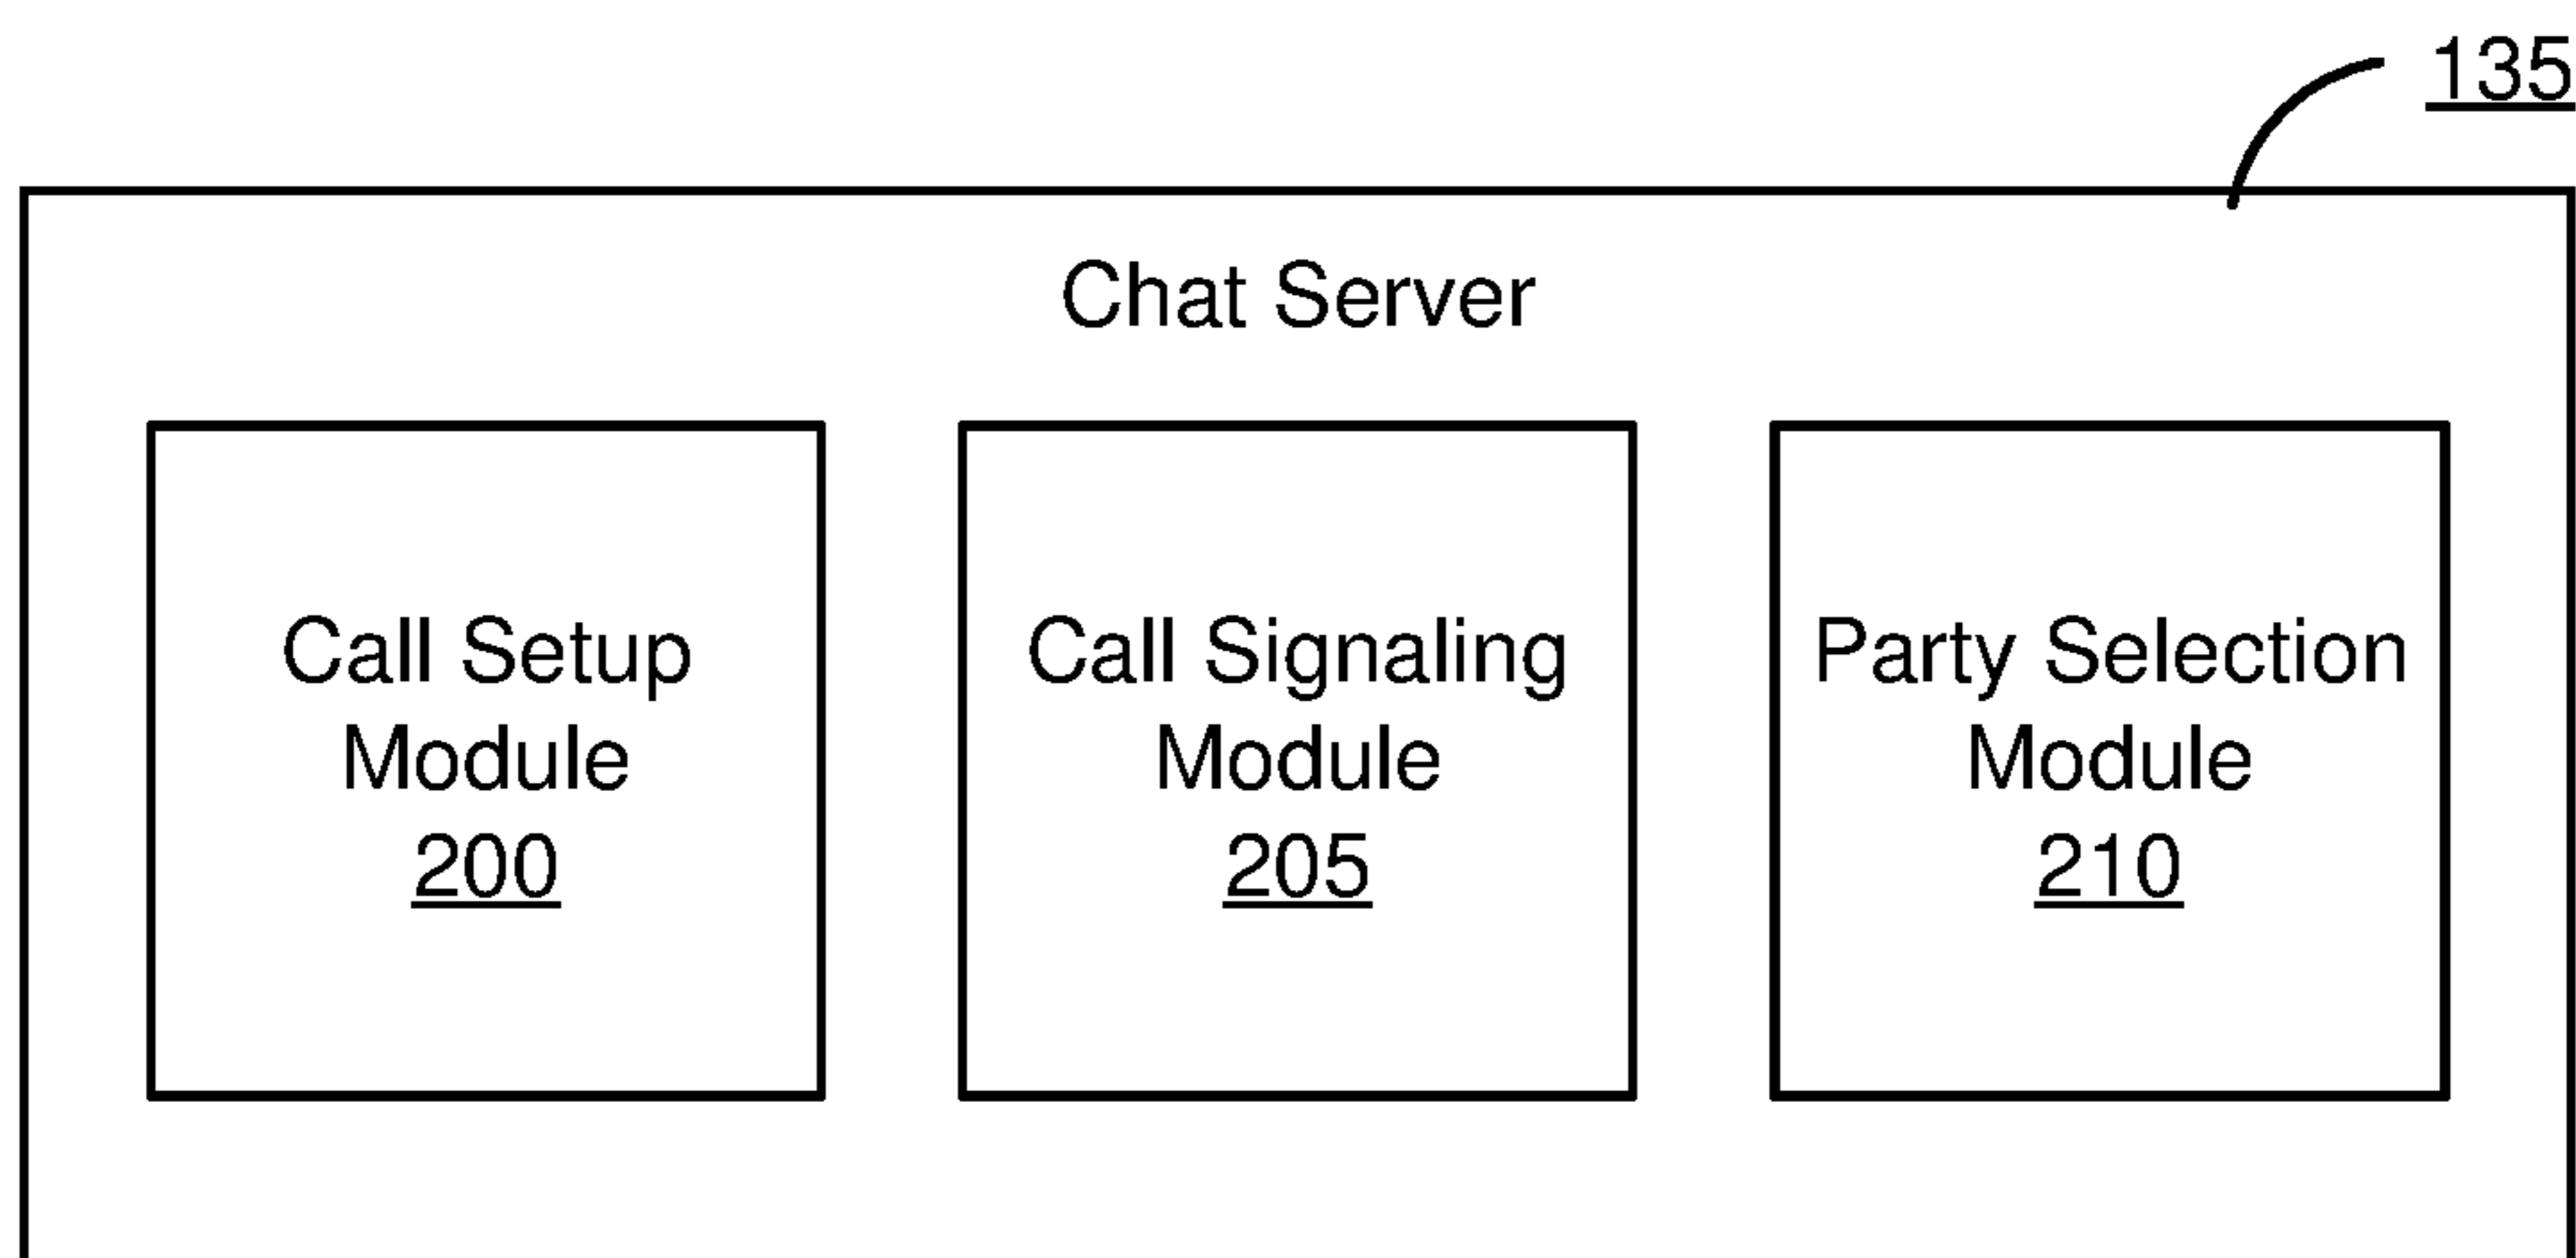 135
Chat Server
Call Setup
Module
200
Call Signaling
Module
205
Party Selection
Module
210